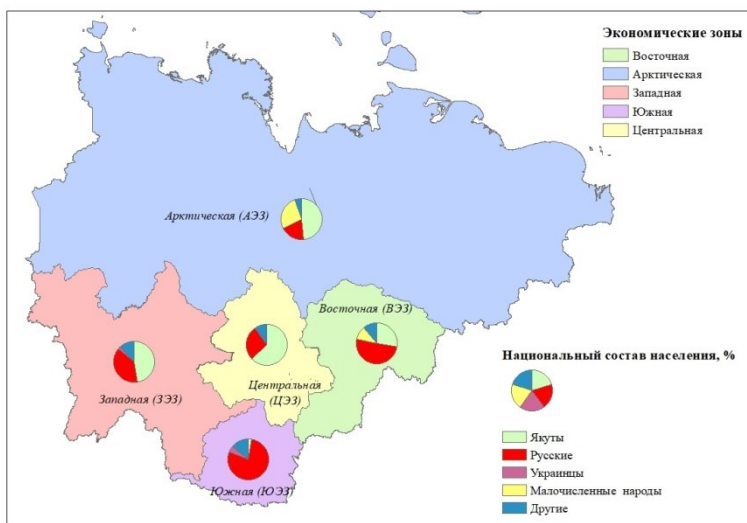 Экономические зоны
Восточная
Арктическая
Западная
Южная
Центральная
Арктическая (АЭЗ)
Восточная (ВЭЗ)
Западная (ЗЭЗ)
Центральная
(ЦЭЗ)
Южная (ЮЭЗ)
Национальный состав населения, %
Якуты
Русские
Украинцы
Малочисленные народы
Другие